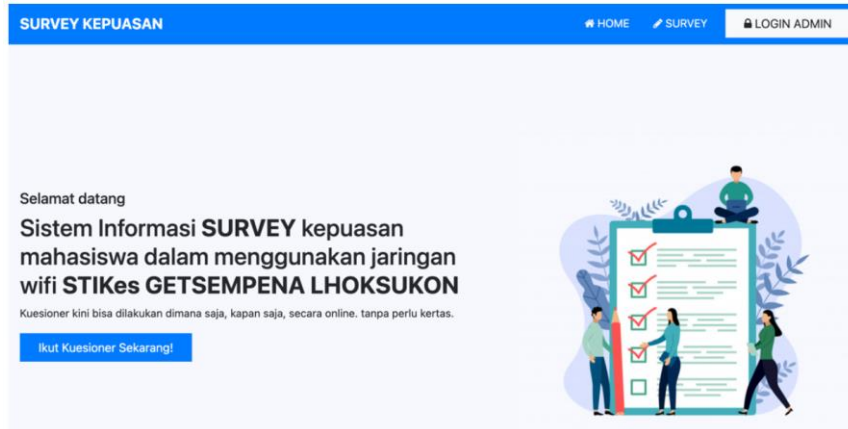 SURVEY KEPUASAN
HOME
SURVEY
LOGIN ADMIN
Selamat datang
Sistem Informasi SURVEY kepuasan
mahasiswa dalam menggunakan jaringan
wifi STIKes GETSEMPENA LHOKSUKON
Kuesioner kini bisa dilakukan dimana saja, kapan saja, secara online. tanpa perlu kertas.
Ikut Kuesioner Sekarang!